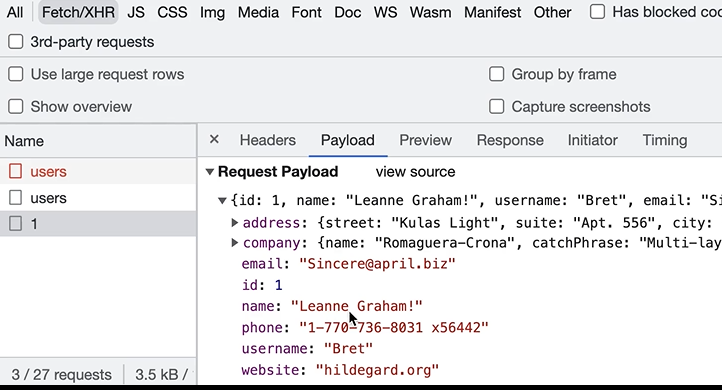 All Fetch/XHR JS CSS Img Media Font Doc WS Wasm Manifest Other Has blocked coo
3rd-party requests
Use large request rows Group by frame
Show overview Capture screenshots
Name × Headers Payload Preview Response Initiator Timing
users
users
1
Request Payload view source
{id: 1, name: "Leanne Graham!", username: "Bret", email: "Si
address: {street: "Kulas Light", suite: "Apt. 556", city:
company: {name: "Romaguera-Crona", catchPhrase: "Multi-lay
email: "Sincere@april.biz"
id: 1
name: "Leanne Graham!"
phone: "1-770-736-8031 x56442"
username: "Bret"
website: "hildegard.org"
3 / 27 requests 3.5 kB /